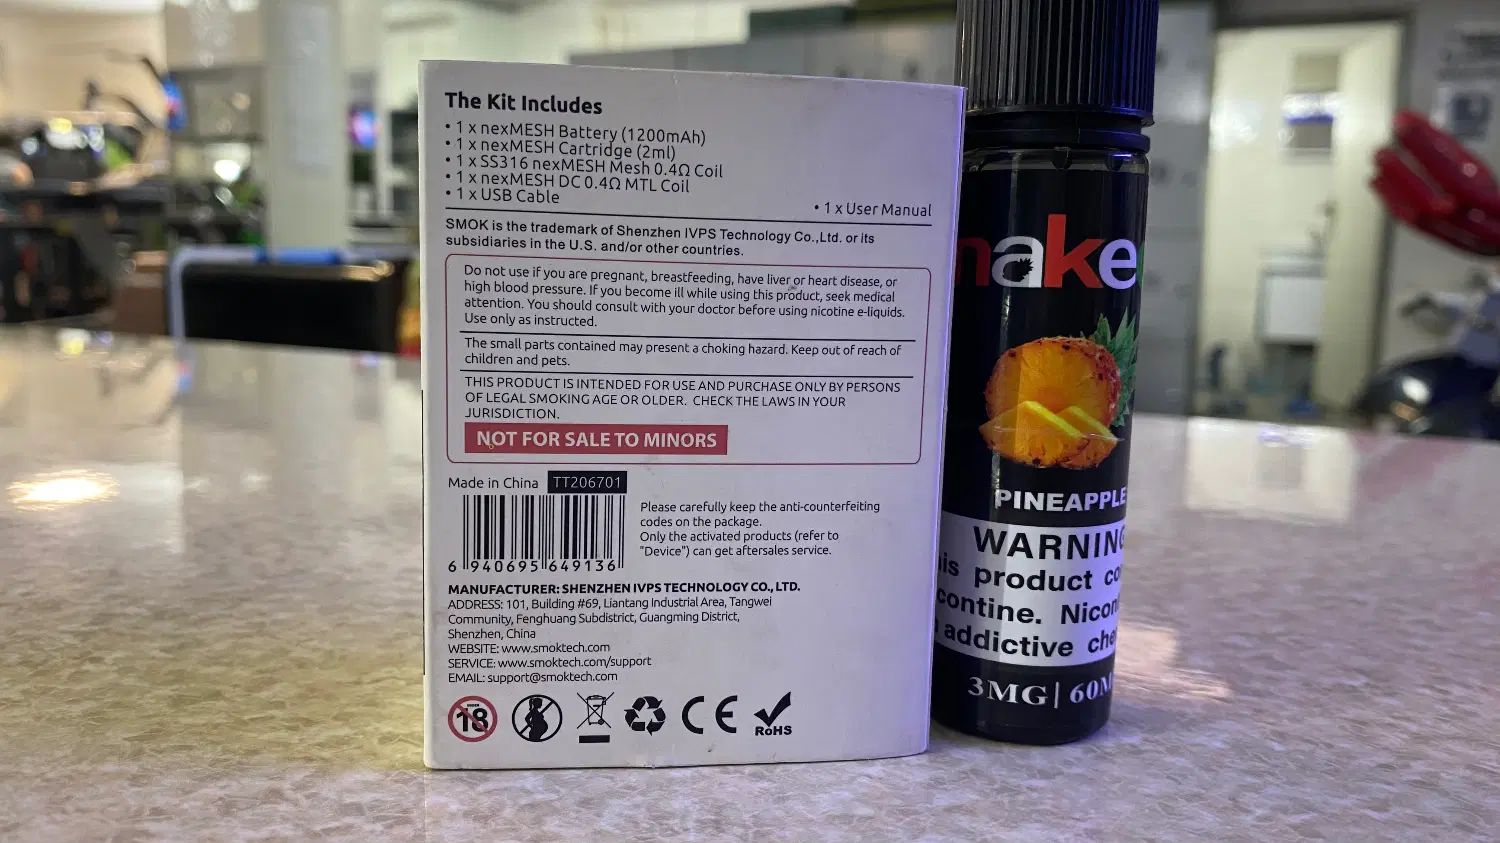 The Kit Includes
• 1 x nexMESH Battery (1200mAh)
• 1 x nexMESH Cartridge (2ml)
• 1 x SS316 nexMESH Mesh 0.4Ω Coil
• 1 x nexMESH DC 0.4Ω MTL Coil
• 1 x USB Cable
• 1 x User Manual
SMOK is the trademark of Shenzhen IVPS Technology Co.,Ltd. or its
subsidiaries in the U.S. and/or other countries.
Do not use if you are pregnant, breastfeeding, have liver or heart disease, or
high blood pressure. If you become ill while using this product, seek medical
attention. You should consult with your doctor before using nicotine e-liquids.
Use only as instructed.
The small parts contained may present a choking hazard. Keep out of reach of
children and pets.
THIS PRODUCT IS INTENDED FOR USE AND PURCHASE ONLY BY PERSONS
OF LEGAL SMOKING AGE OR OLDER. CHECK THE LAWS IN YOUR
JURISDICTION.
NOT FOR SALE TO MINORS
Made in China TT206701
Please carefully keep the anti-counterfeiting
codes on the package.
Only the activated products (refer to
"Device") can get aftersales service.
6 940695 649136
MANUFACTURER: SHENZHEN IVPS TECHNOLOGY CO., LTD.
ADDRESS: 101, Building #69, Liantang Industrial Area, Tangwei
Community, Fenghuang Subdistrict, Guangming District,
Shenzhen, China
WEBSITE: www.smoktech.com
SERVICE: www.smoktech.com/support
EMAIL: support@smoktech.com
18
CE
RoHS
nake
PINEAPPLE
WARNING
is product co
contine. Nicon
addictive che
3MG | 60M